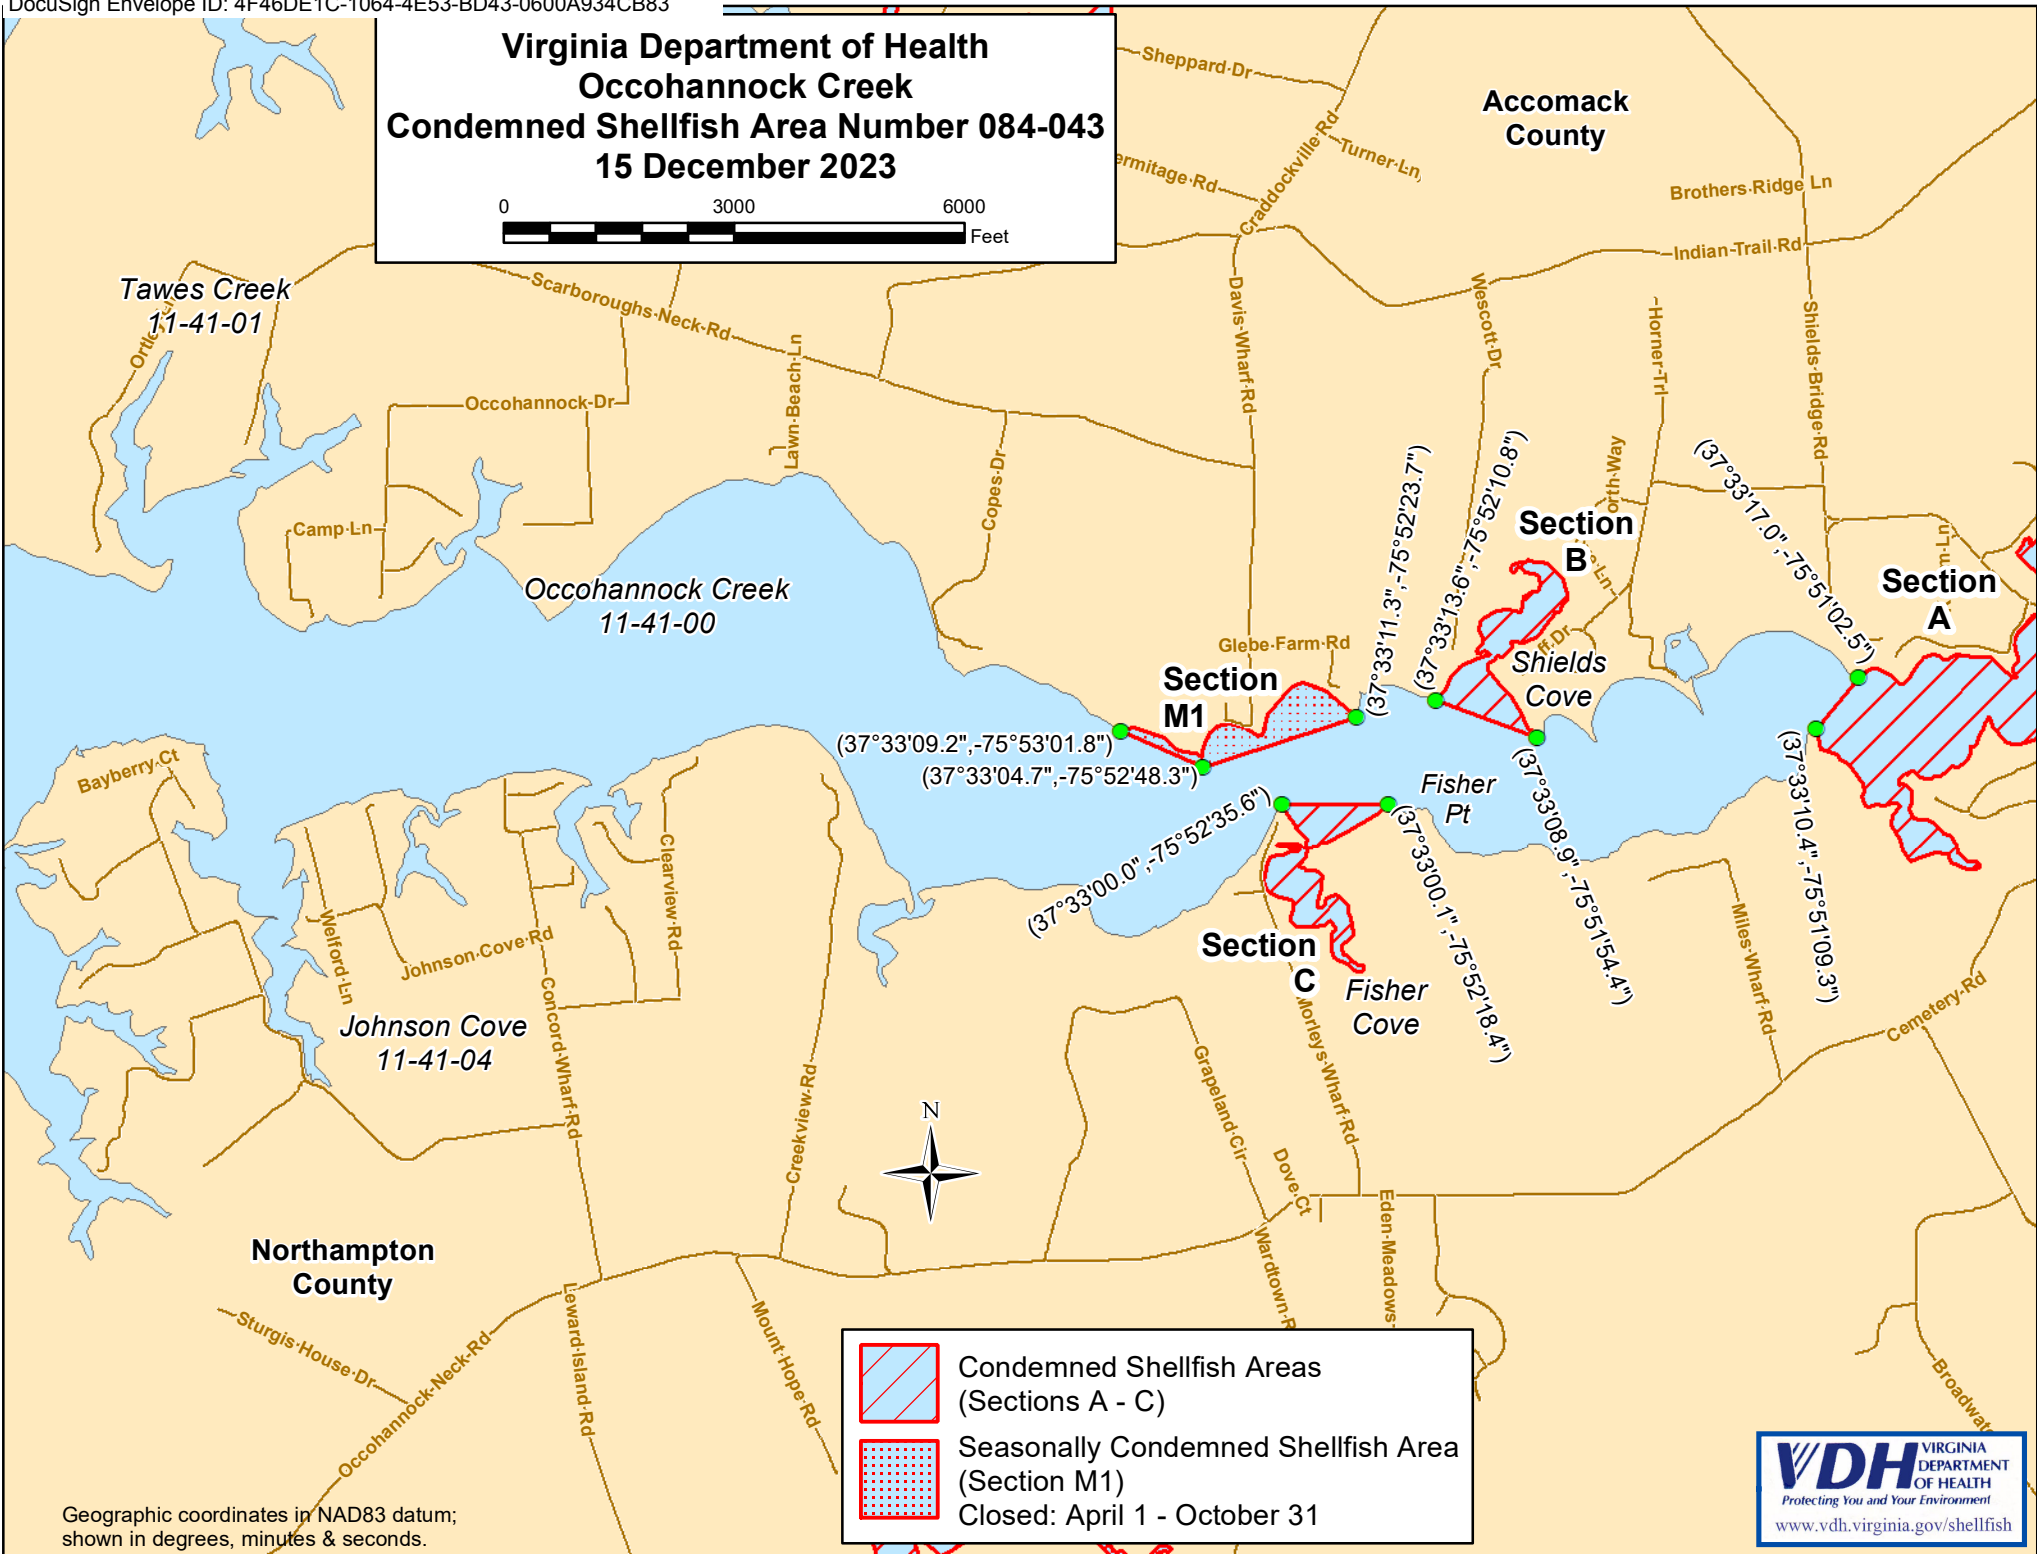 DocuSign Envelope ID: 4F46DE1C-1064-4E53-BD43-0600A934CB83
Virginia Department of Health
Occohannock Creek
Condemned Shellfish Area Number 084-043
15 December 2023
0 3000 6000
Feet
Sheppard Dr
Accomack
County
Craddockville Rd
Turner Ln
ermitage Rd
Brothers Ridge Ln
Indian Trail Rd
Tawes Creek
11-41-01
Scarboroughs Neck Rd
Davis Wharf Rd
Wescott Dr
Horner Trl
Shields Bridge Rd
Lawn Beach Ln
Occohannock Dr
Copes Dr
Camp Ln
orth Way
(37°33'11.3",-75°52'23.7")
(37°33'13.6",-75°52'10.8")
(37°33'17.0",-75°51'02.5")
Section
B
Section
A
Occohannock Creek
11-41-00
Glebe Farm Rd
ff Dr
Shields
Cove
Section
M1
(37°33'09.2",-75°53'01.8")
(37°33'04.7",-75°52'48.3")
(37°33'00.0",-75°52'35.6")
Fisher
Pt
(37°33'00.1",-75°52'18.4")
(37°33'08.9",-75°51'54.4")
(37°33'10.4",-75°51'09.3")
Bayberry Ct
Clearview Rd
Welford Ln
Johnson Cove Rd
Section
C
Fisher
Cove
Miles Wharf Rd
Cemetery Rd
Johnson Cove
11-41-04
Concord Wharf Rd
Creekview Rd
Grapeland Cir
Morleys Wharf Rd
N
Dove Ct
Eden Meadows
Wardtown R
Northampton
County
Sturgis House Dr
Occohannock Neck Rd
Leward Island Rd
Mount Hope Rd
Broadwat
Condemned Shellfish Areas
(Sections A - C)
Seasonally Condemned Shellfish Area
(Section M1)
Closed: April 1 - October 31
Geographic coordinates in NAD83 datum;
shown in degrees, minutes & seconds.
VDH VIRGINIA
DEPARTMENT
OF HEALTH
Protecting You and Your Environment
www.vdh.virginia.gov/shellfish